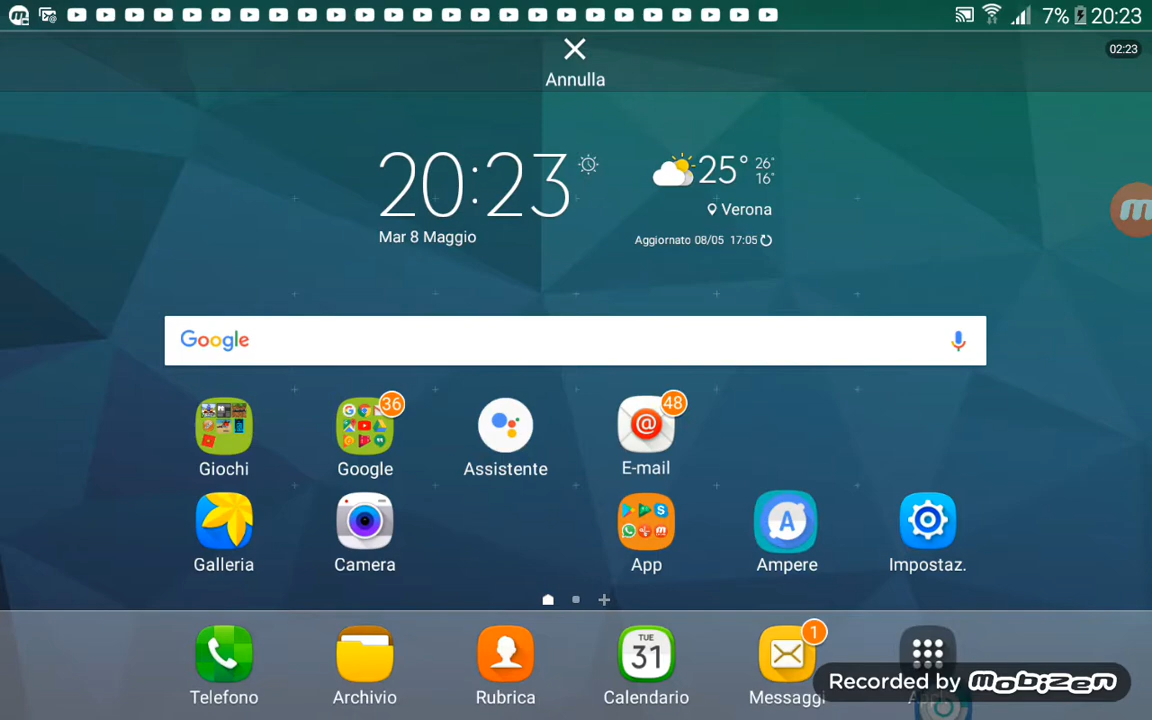 7% 20:23
02:23
Annulla
20:23
25° 26° 16°
Verona
Mar 8 Maggio
Aggiornato 08/05 17:05
Google
36
48
Giochi Google Assistente E-mail
A
Galleria Camera App Ampere Impostaz.
TUE
31
1
Telefono Archivio Rubrica Calendario Messaggi
Recorded by mobizen